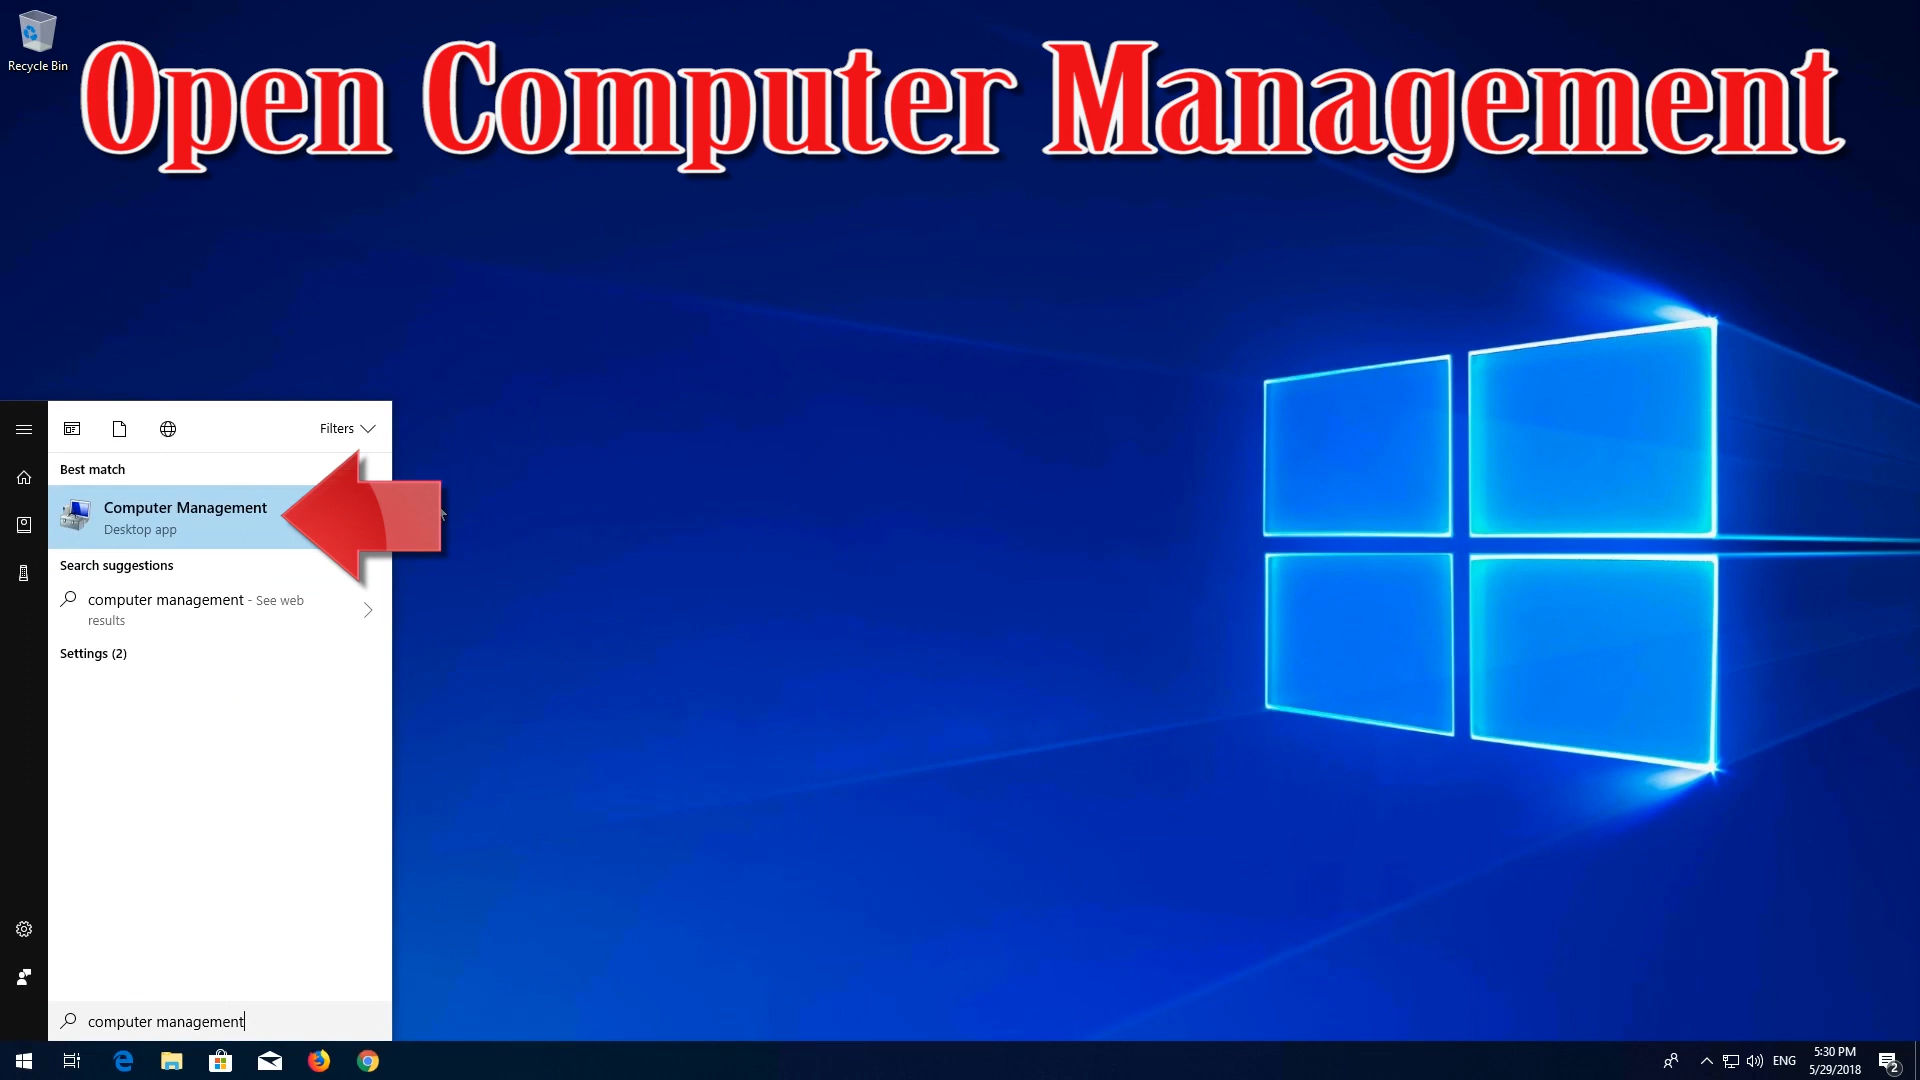 Recycle Bin
Open Computer Management
Filters
Best match
Computer Management
Desktop app
Search suggestions
computer management - See web
results
Settings (2)
computer management
ENG
5:30 PM
5/29/2018
2